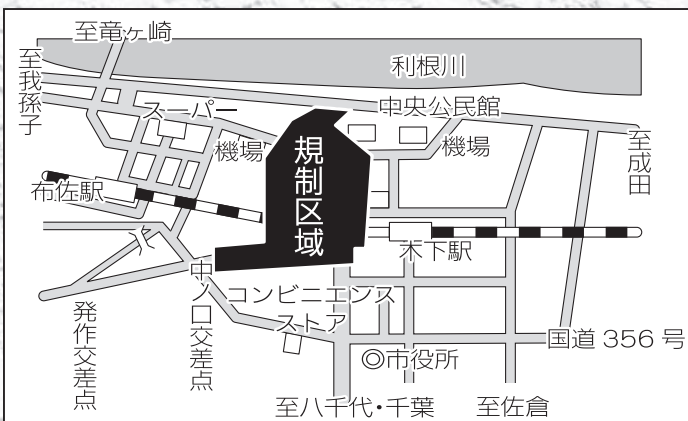 至竜ヶ崎
至我孫子
利根川
スーパー
中央公民館
機場
規制区域
機場
至成田
布佐駅
木下駅
中ノ口交差点
コンビニエンス
ストア
発作交差点
国道 356 号
◎市役所
至八千代・千葉
至佐倉